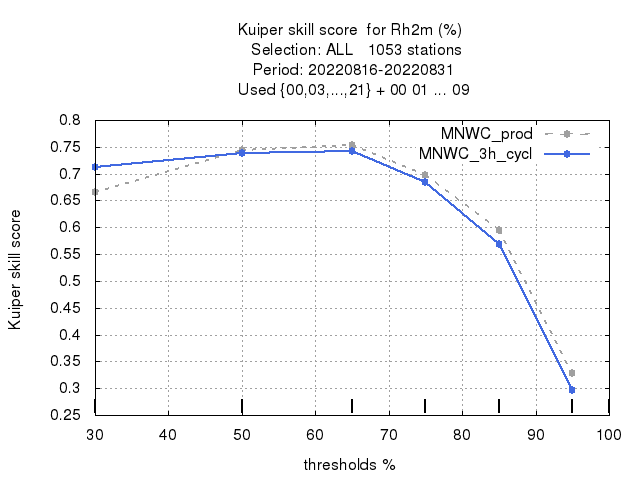 Kuiper skill score for Rh2m (%)
Selection: ALL 1053 stations
Period: 20220816-20220831
Used {00,03,...,21} + 00 01 ... 09
MNWC_prod
MNWC_3h_cycl
Kuiper skill score
0.8
0.75
0.7
0.65
0.6
0.55
0.5
0.45
0.4
0.35
0.3
0.25
30 40 50 60 70 80 90 100
thresholds %